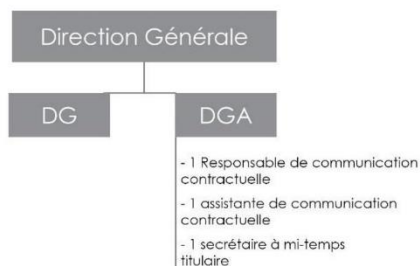 Direction Générale
DG
DGA
- 1 Responsable de communication
contractuelle
- 1 assistante de communication
contractuelle
- 1 secrétaire à mi-temps
titulaire